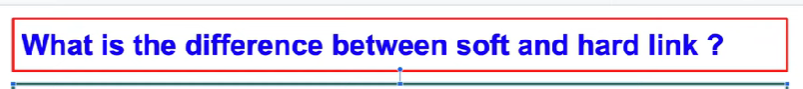 What is the difference between soft and hard link ?